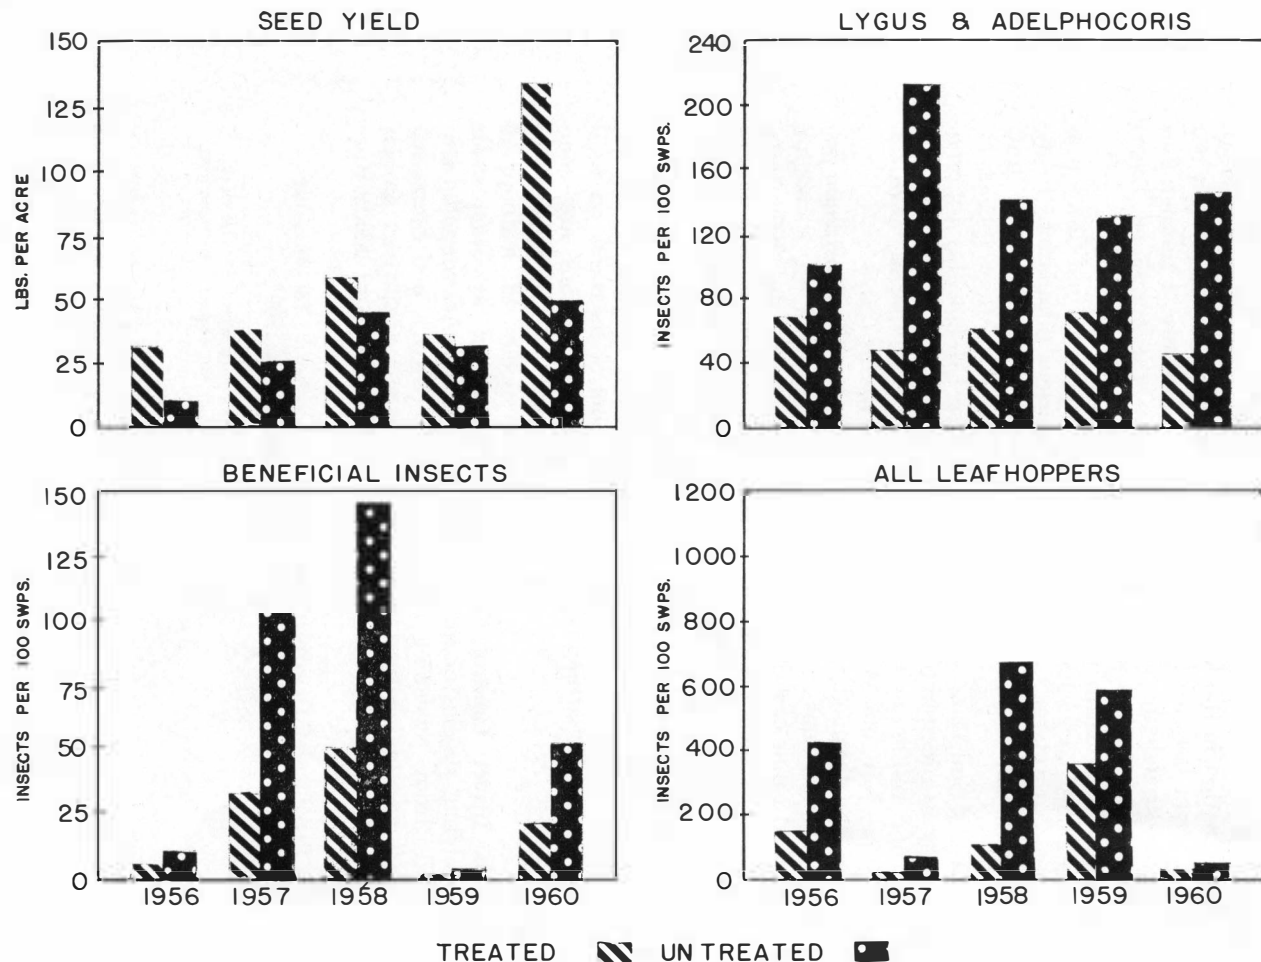 SEED YIELD
150
125
100
75
50
25
0
LBS. PER ACRE
LYGUS & ADELPHOCORIS
240
200
160
120
80
40
0
INSECTS PER 100 SWPS.
BENEFICIAL INSECTS
150
125
100
75
50
25
0
INSECTS PER 100 SWPS.
1956 1957 1958 1959 1960
ALL LEAFHOPPERS
1200
1000
800
600
400
200
0
INSECTS PER 100 SWPS.
1956 1957 1958 1959 1960
TREATED UNTREATED